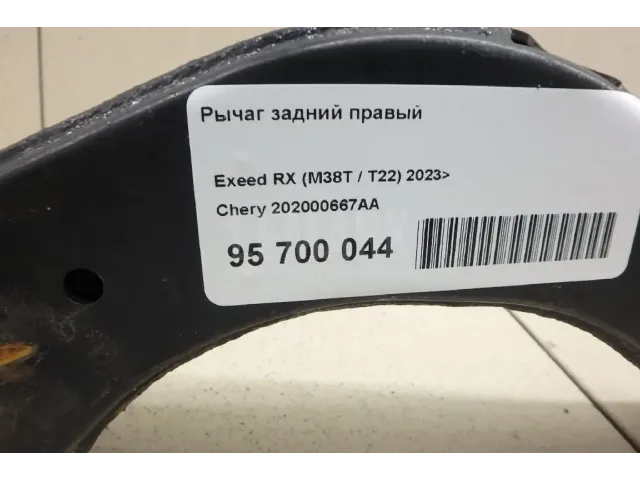 Рычаг задний правый
Exeed RX (M38T / T22) 2023>
Chery 202000667AA
95 700 044